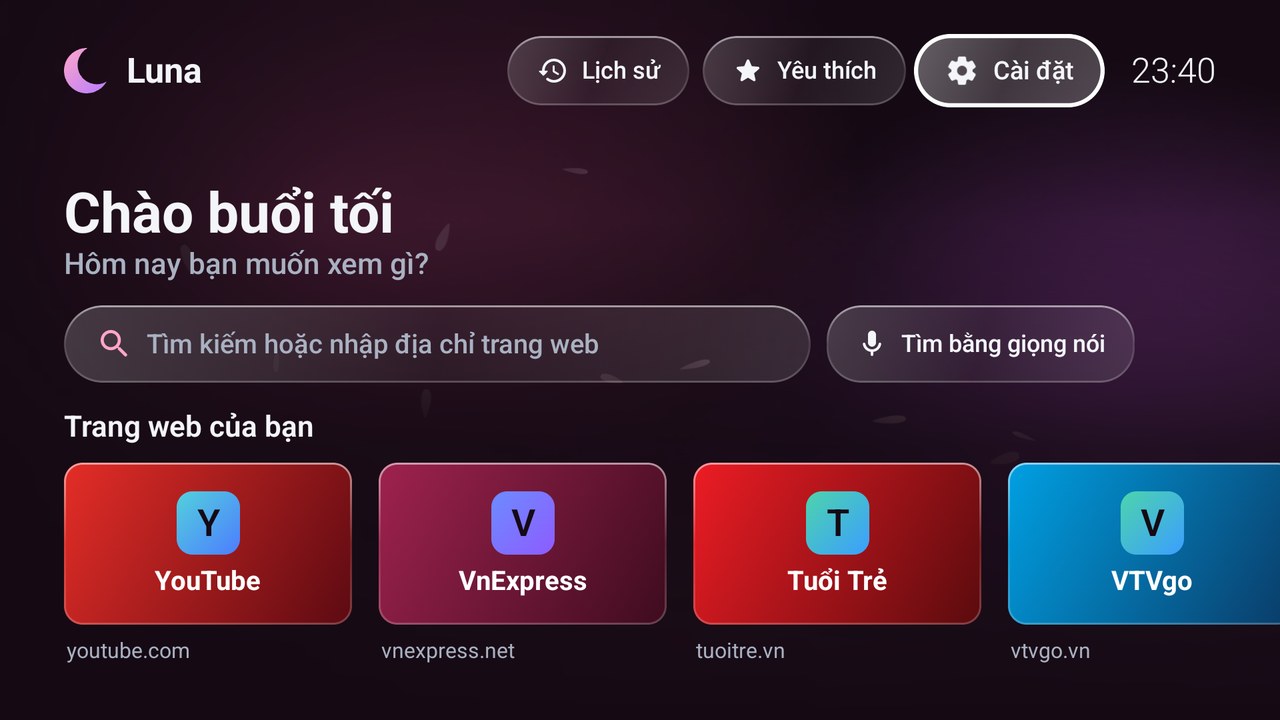 Luna
Lịch sử
Yêu thích
Cài đặt
23:40
Chào buổi tối
Hôm nay bạn muốn xem gì?
Tìm kiếm hoặc nhập địa chỉ trang web
Tìm bằng giọng nói
Trang web của bạn
Y
V
T
V
YouTube
VnExpress
Tuổi Trẻ
VTVgo
youtube.com
vnexpress.net
tuoitre.vn
vtvgo.vn